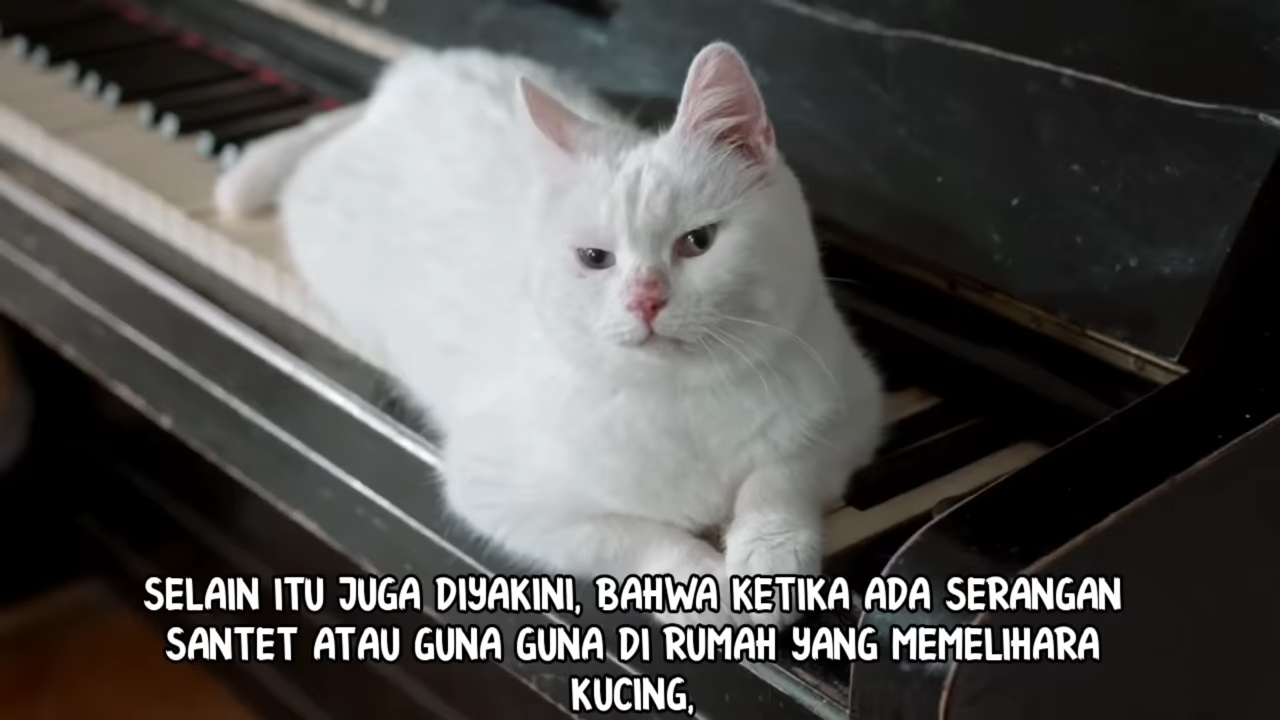 SELAIN ITU JUGA DIYAKINI, BAHWA KETIKA ADA SERANGAN
SANTET ATAU GUNA GUNA DI RUMAH YANG MEMELIHARA
KUCING,